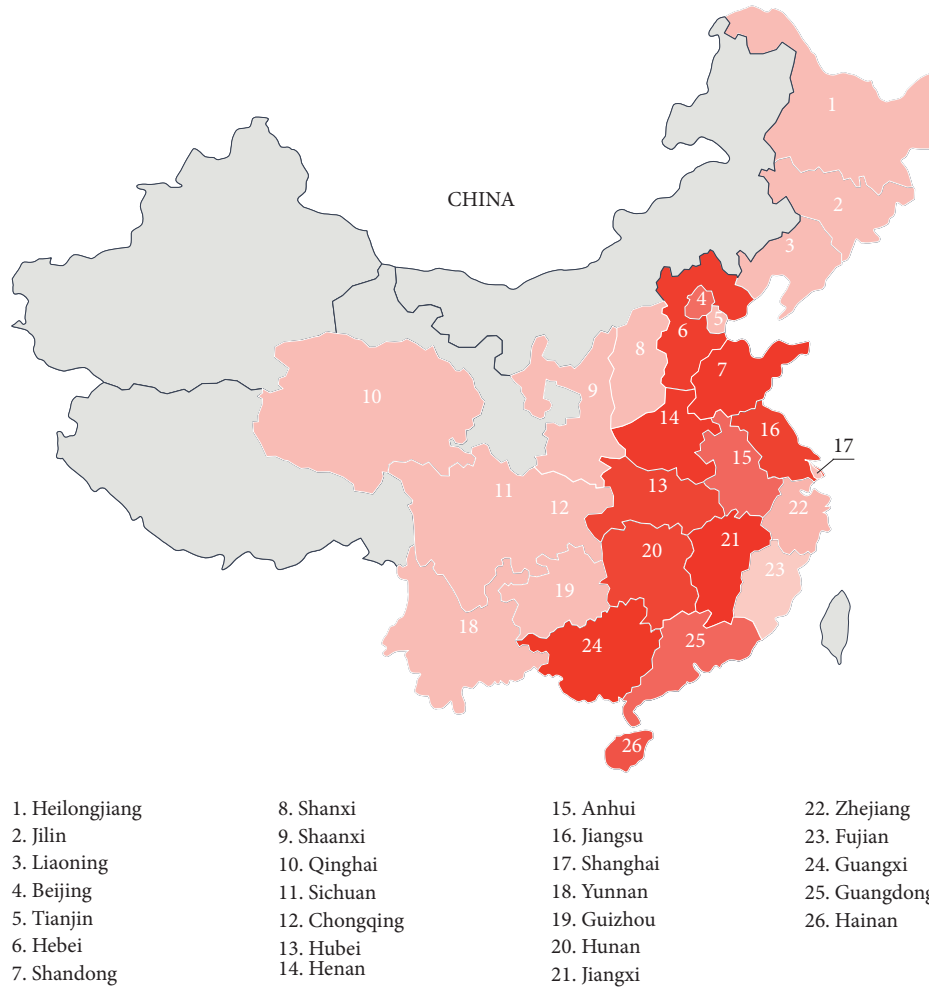 CHINA
1
2
3
4
5
6
7
8
9
10
11
12
13
14
15
16
17
18
19
20
21
22
23
24
25
26
1. Heilongjiang
2. Jilin
3. Liaoning
4. Beijing
5. Tianjin
6. Hebei
7. Shandong
8. Shanxi
9. Shaanxi
10. Qinghai
11. Sichuan
12. Chongqing
13. Hubei
14. Henan
15. Anhui
16. Jiangsu
17. Shanghai
18. Yunnan
19. Guizhou
20. Hunan
21. Jiangxi
22. Zhejiang
23. Fujian
24. Guangxi
25. Guangdong
26. Hainan